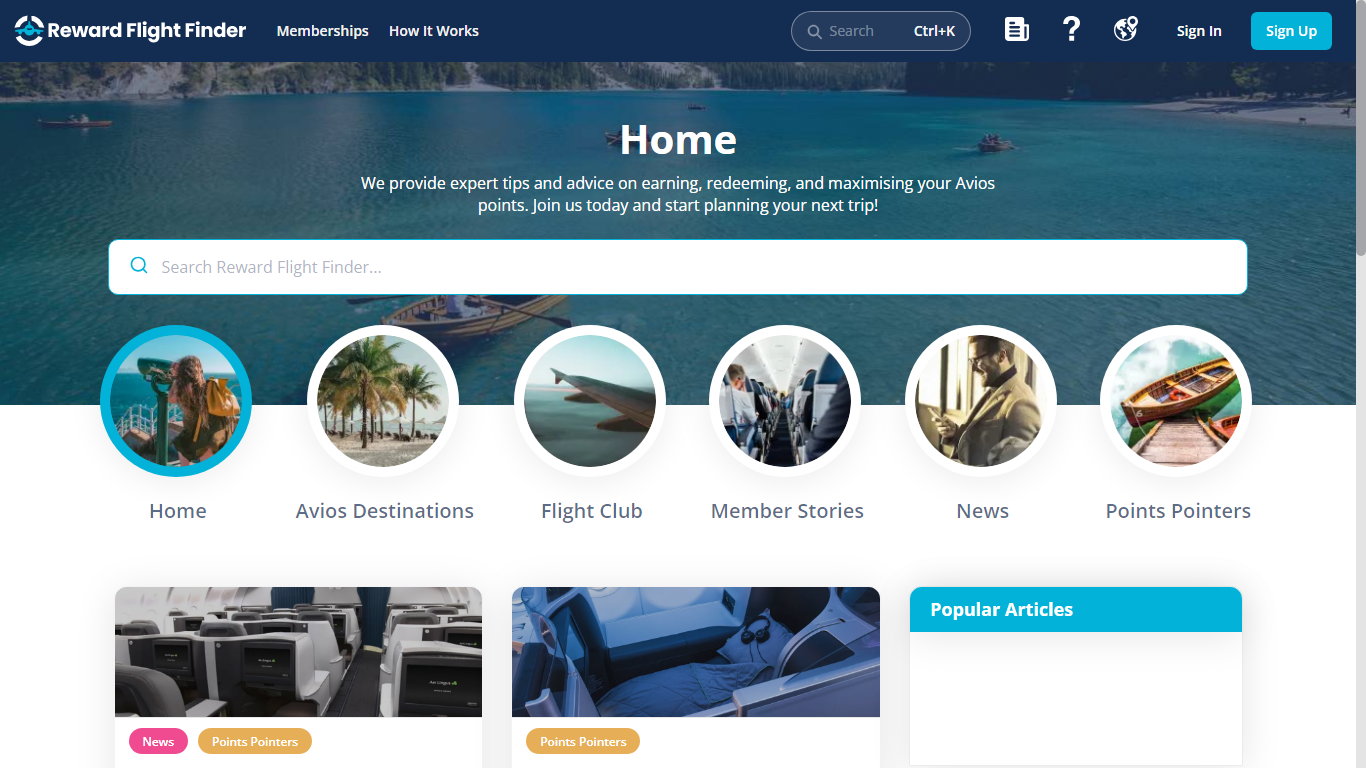 Reward Flight Finder
Memberships
How It Works
Search
Ctrl+K
Sign In
Sign Up
Home
We provide expert tips and advice on earning, redeeming, and maximising your Avios
points. Join us today and start planning your next trip!
Search Reward Flight Finder...
Home
Avios Destinations
Flight Club
Member Stories
News
Points Pointers
News
Points Pointers
Points Pointers
Popular Articles